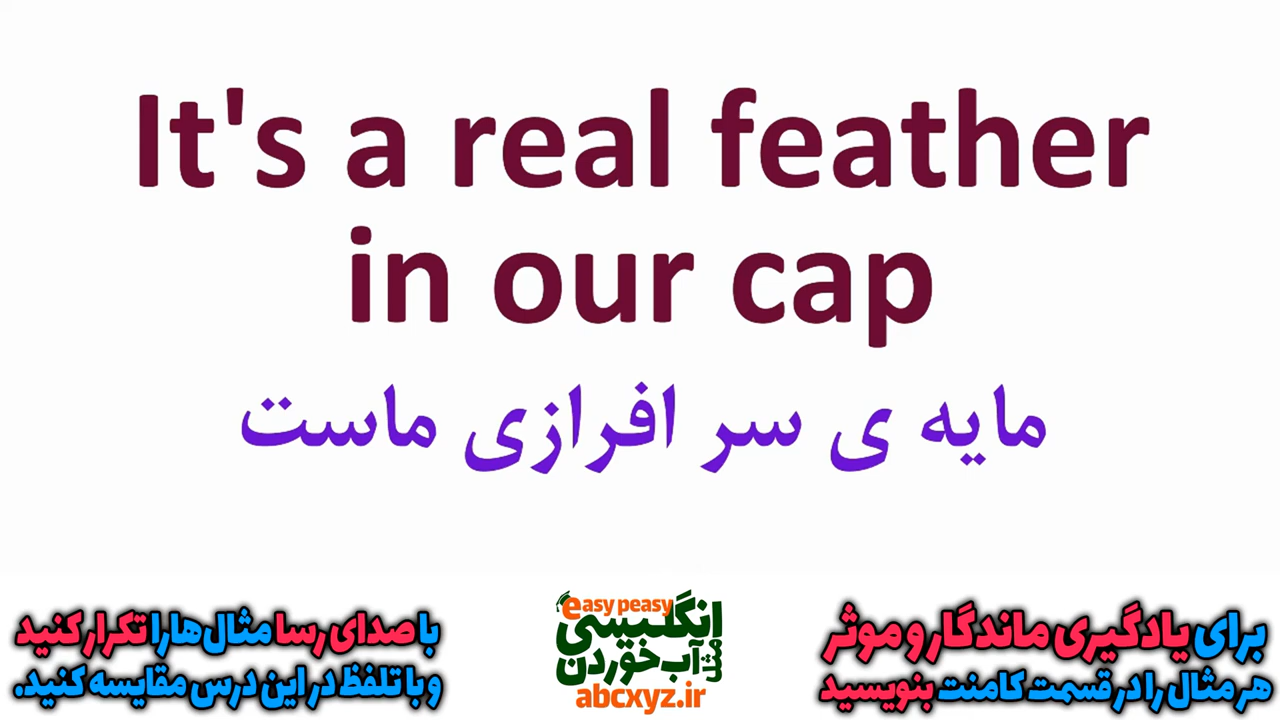 It's a real feather
in our cap
مایه ی سر افرازی ماست
برای یادگیری ماندگار و موثر
هر مثال را در قسمت کامنت بنویسید
easy peasy
انگلیسی
مثل آب خوردن
abcxyz.ir
با صدای رسا مثال‌ها را تکرار کنید
و با تلفظ در این درس مقایسه کنید.